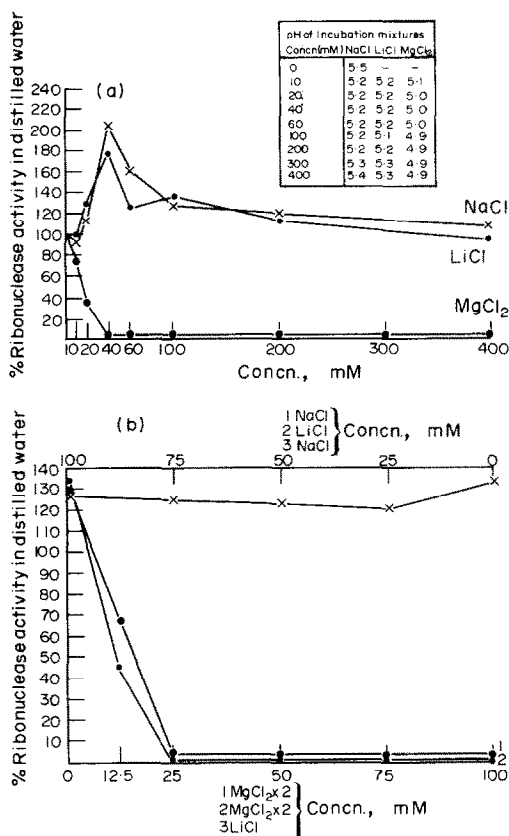 (a)
% Ribonuclease activity in distilled water
240
220
200
180
160
140
120
100
80
60
40
20
10 20 40 60 100 200 300 400
Concn., mM
pH of Incubation mixtures
Concn(mM) NaCl LiCl MgCl2
0 5·5 – –
10 5·2 5·2 5·1
20 5·2 5·2 5·0
40 5·2 5·2 5·0
60 5·2 5·2 5·0
100 5·2 5·1 4·9
200 5·2 5·2 4·9
300 5·3 5·3 4·9
400 5·4 5·3 4·9
NaCl
LiCl
MgCl2
(b)
1 NaCl
2 LiCl
3 NaCl
Concn., mM
100 75 50 25 0
% Ribonuclease activity in distilled water
140
130
120
110
100
90
80
70
60
50
40
30
20
10
3
1
2
0 12·5 25 50 75 100
1 MgCl2 x 2
2 MgCl2 x 2
3 LiCl
Concn., mM